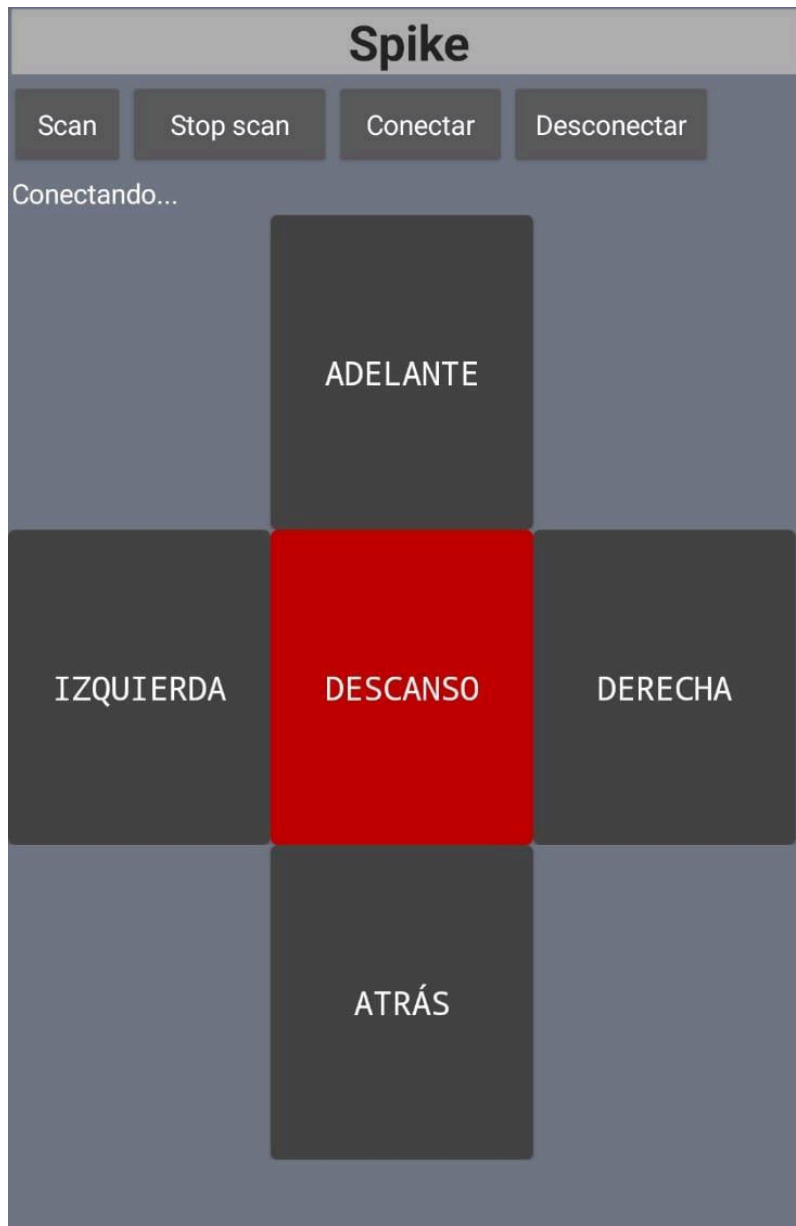 Spike
Scan Stop scan Conectar Desconectar
Conectando...
ADELANTE
IZQUIERDA DESCANSO DERECHA
ATRÁS